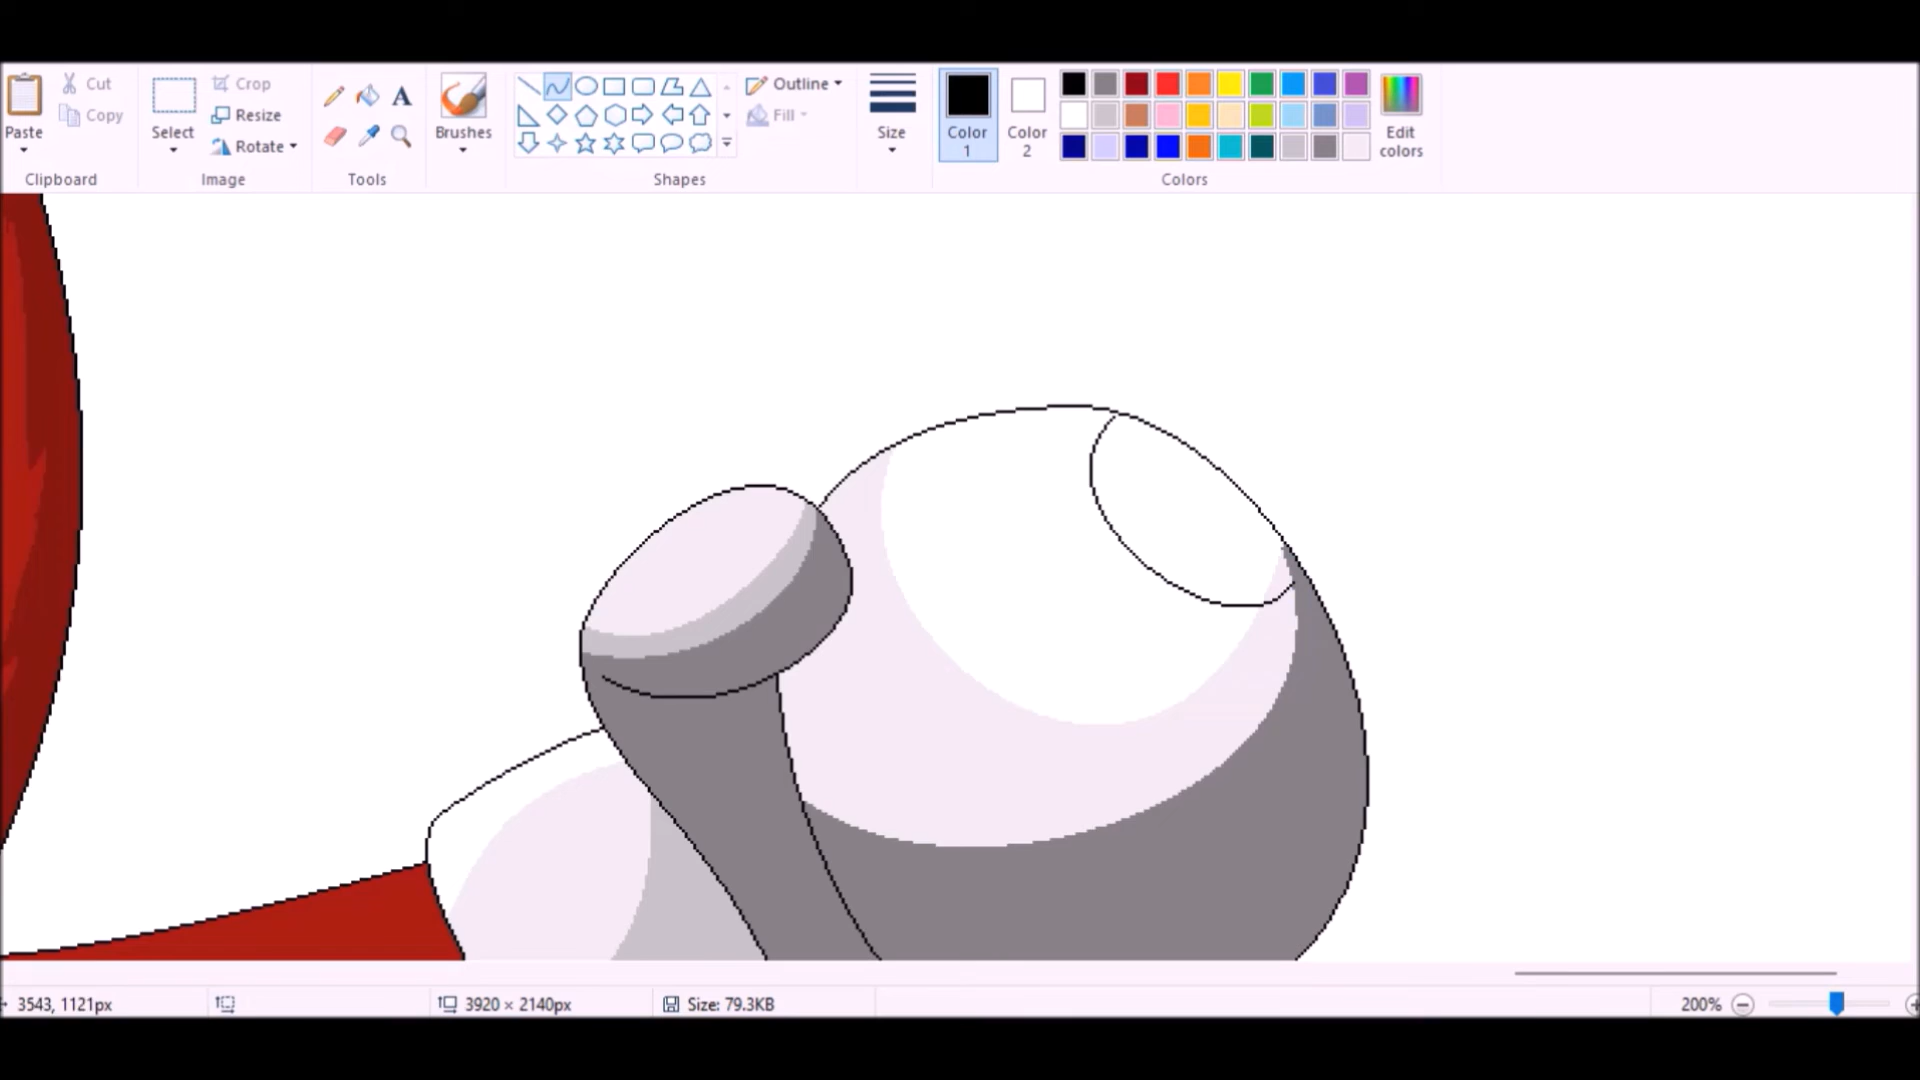 Paste
Cut
Copy
Clipboard
Select
Crop
Resize
Rotate
Image
A
Tools
Brushes
Shapes
Outline
Fill
Size
Color
1
Color
2
Colors
Edit
colors
3543, 1121px
3920 × 2140px
Size: 79.3KB
200%